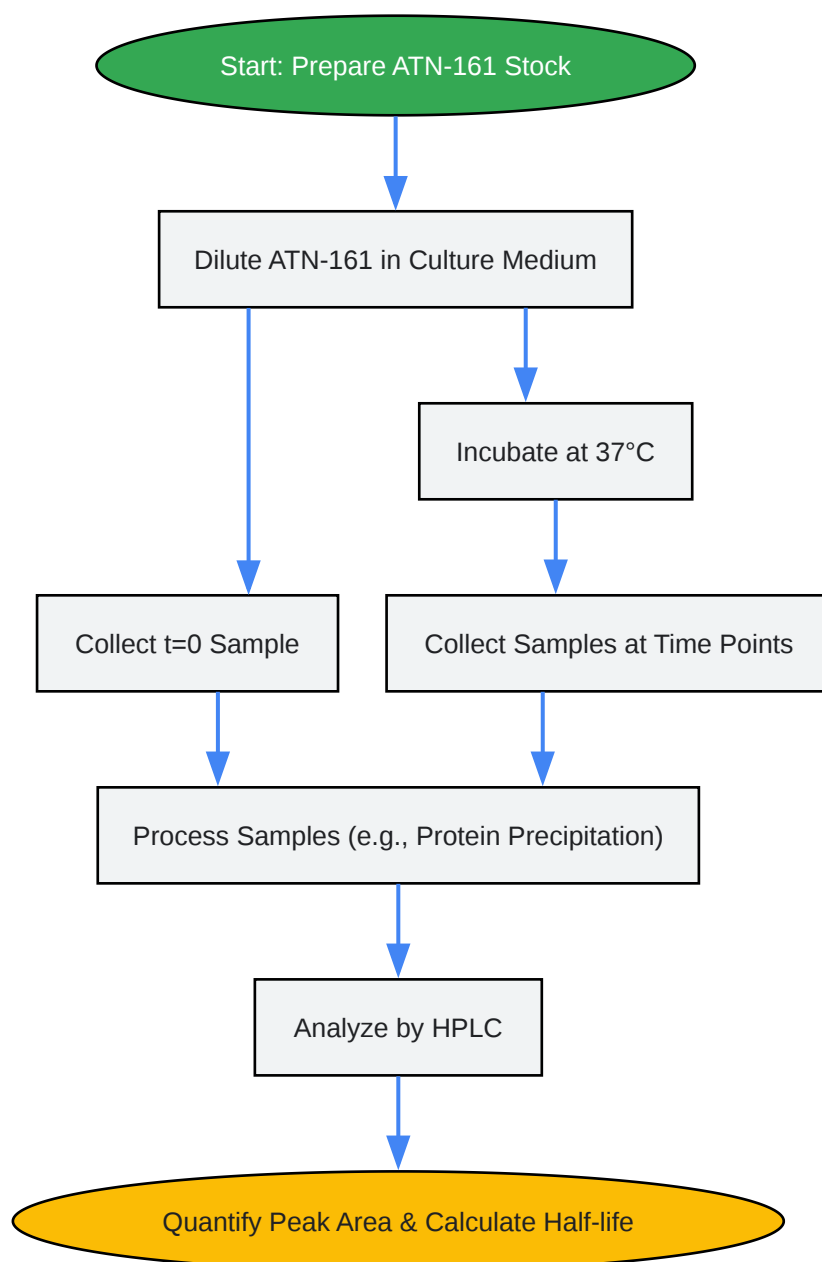 Start: Prepare ATN-161 Stock
Dilute ATN-161 in Culture Medium
Incubate at 37°C
Collect t=0 Sample
Collect Samples at Time Points
Process Samples (e.g., Protein Precipitation)
Analyze by HPLC
Quantify Peak Area & Calculate Half-life